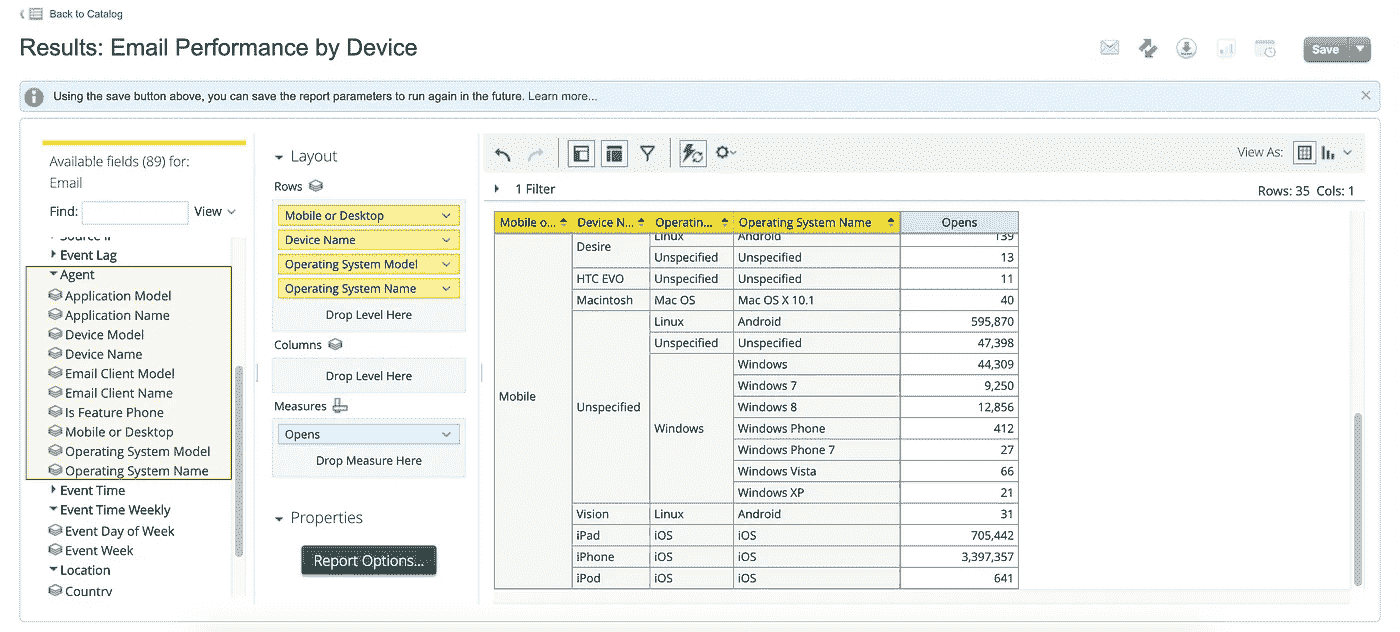 Back to Catalog
Results: Email Performance by Device
Save
Using the save button above, you can save the report parameters to run again in the future. Learn more...
Available fields (89) for:
Email
Find:
View
Source IP
Event Lag
Agent
Application Model
Application Name
Device Model
Device Name
Email Client Model
Email Client Name
Is Feature Phone
Mobile or Desktop
Operating System Model
Operating System Name
Event Time
Event Time Weekly
Event Day of Week
Event Week
Location
Country
Layout
Rows
Mobile or Desktop
Device Name
Operating System Model
Operating System Name
Drop Level Here
Columns
Drop Level Here
Measures
Opens
Drop Measure Here
Properties
Report Options...
View As:
1 Filter
Rows: 35 Cols: 1
Mobile o... Device N... Operatin... Operating System Name Opens
Desire Linux Android 139
Unspecified Unspecified 13
HTC EVO Unspecified Unspecified 11
Macintosh Mac OS Mac OS X 10.1 40
Linux Android 595,870
Unspecified Unspecified 47,398
Windows 44,309
Windows 7 9,250
Mobile Unspecified Windows 8 12,856
Windows Windows Phone 412
Windows Phone 7 27
Windows Vista 66
Windows XP 21
Vision Linux Android 31
iPad iOS iOS 705,442
iPhone iOS iOS 3,397,357
iPod iOS iOS 641